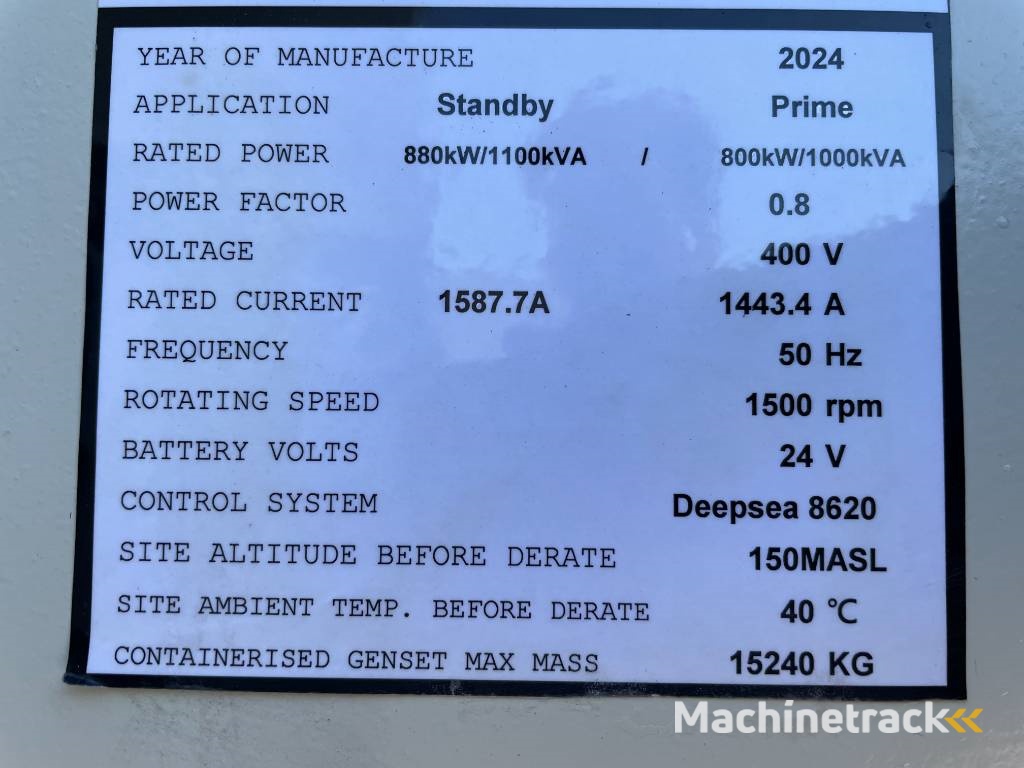 YEAR OF MANUFACTURE 2024
APPLICATION Standby Prime
RATED POWER 880kW/1100kVA / 800kW/1000kVA
POWER FACTOR 0.8
VOLTAGE 400 V
RATED CURRENT 1587.7A 1443.4 A
FREQUENCY 50 Hz
ROTATING SPEED 1500 rpm
BATTERY VOLTS 24 V
CONTROL SYSTEM Deepsea 8620
SITE ALTITUDE BEFORE DERATE 150MASL
SITE AMBIENT TEMP. BEFORE DERATE 40 ℃
CONTAINERISED GENSET MAX MASS 15240 KG
Machinetrack